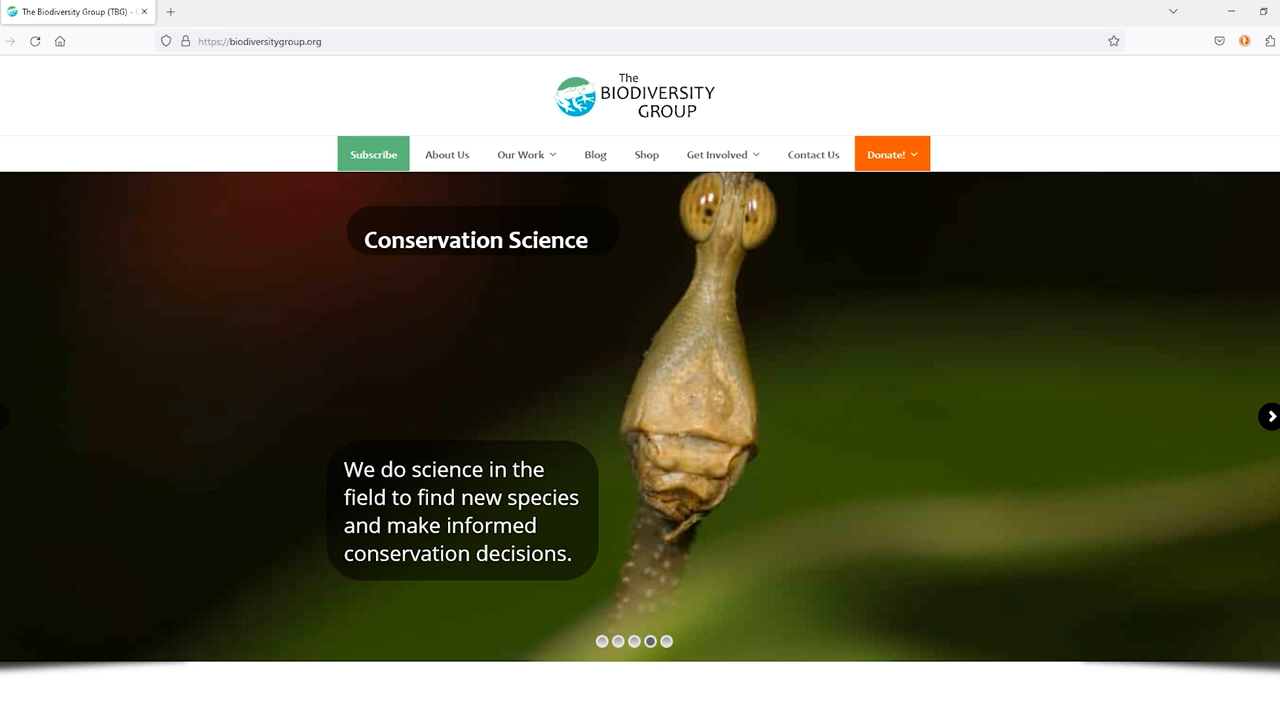 The Biodiversity Group (TBG) -
https://biodiversitygroup.org
The
BIODIVERSITY
GROUP
Subscribe About Us Our Work Blog Shop Get Involved Contact Us Donate!
Conservation Science
We do science in the
field to find new species
and make informed
conservation decisions.